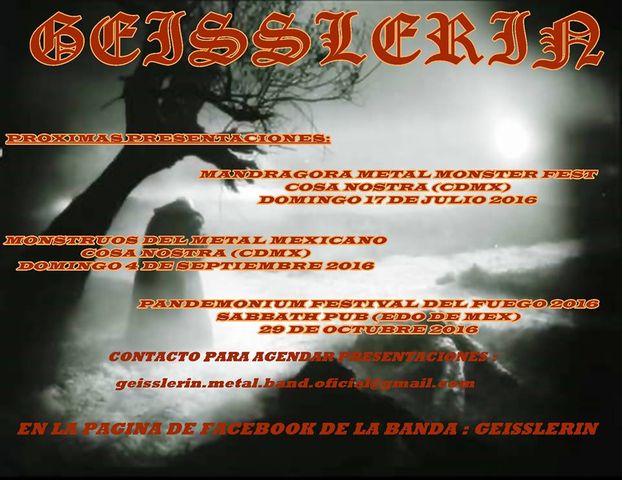 GEISSLERIN
PROXIMAS PRESENTACIONES:
MANDRAGORA METAL MONSTER FEST
COSA NOSTRA (CDMX)
DOMINGO 17 DE JULIO 2016
MONSTRUOS DEL METAL MEXICANO
COSA NOSTRA (CDMX)
DOMINGO 4 DE SEPTIEMBRE 2016
PANDEMONIUM FESTIVAL DEL FUEGO 2016
SABBATH PUB (EDO DE MEX)
29 DE OCTUBRE 2016
CONTACTO PARA AGENDAR PRESENTACIONES :
geisslerin.metal.band.oficial@gmail.com
EN LA PAGINA DE FACEBOOK DE LA BANDA : GEISSLERIN